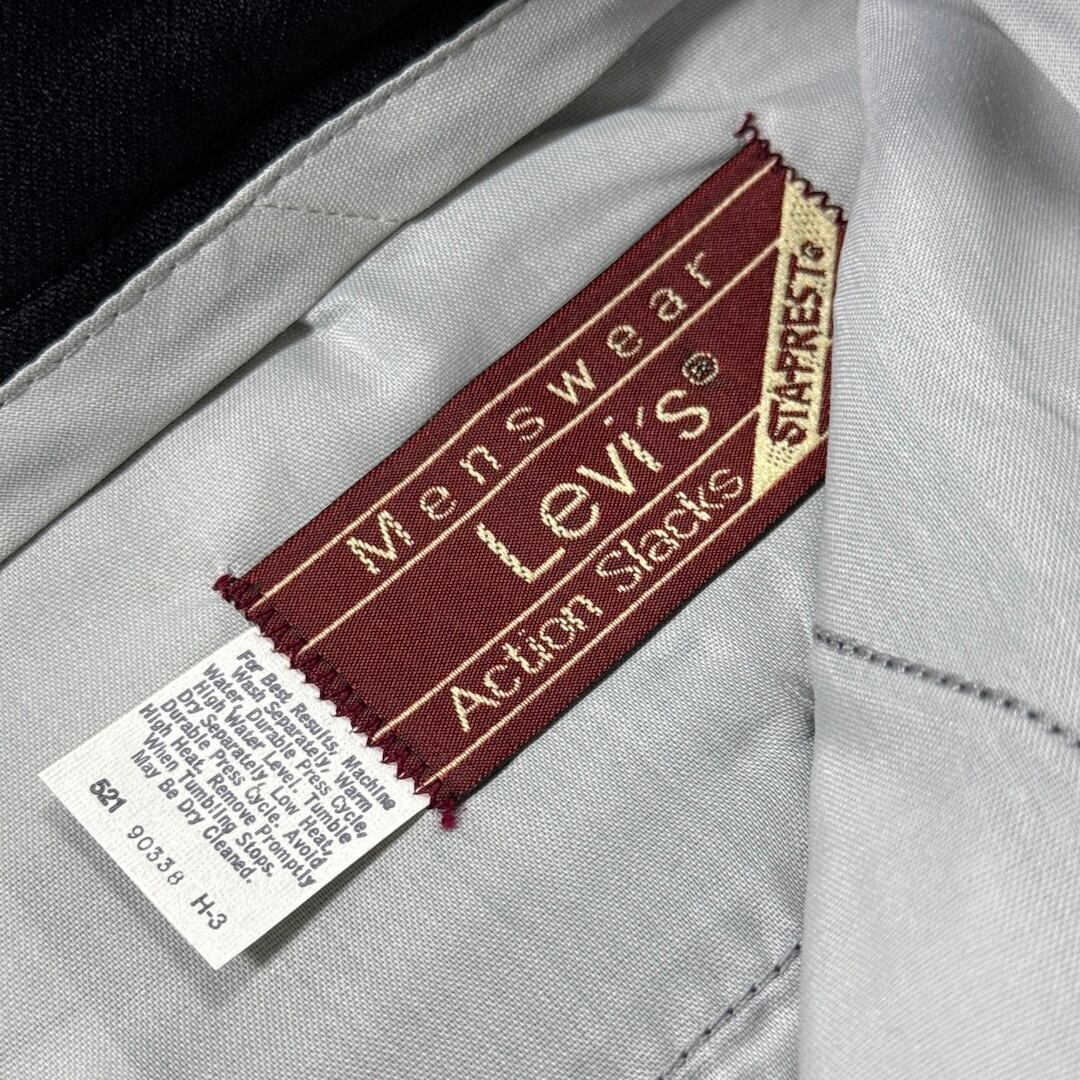 Menswear
Levi's®
Action Slacks
STA-PREST®
For Best Results, Machine
Wash Separately, Warm
Water, Durable Press Cycle,
High Water Level. Tumble
Dry Separately, Low Heat,
Durable Press Cycle. Avoid
High Heat. Remove Promptly
When Tumbling Stops.
May Be Dry Cleaned.
521 90338 H-3